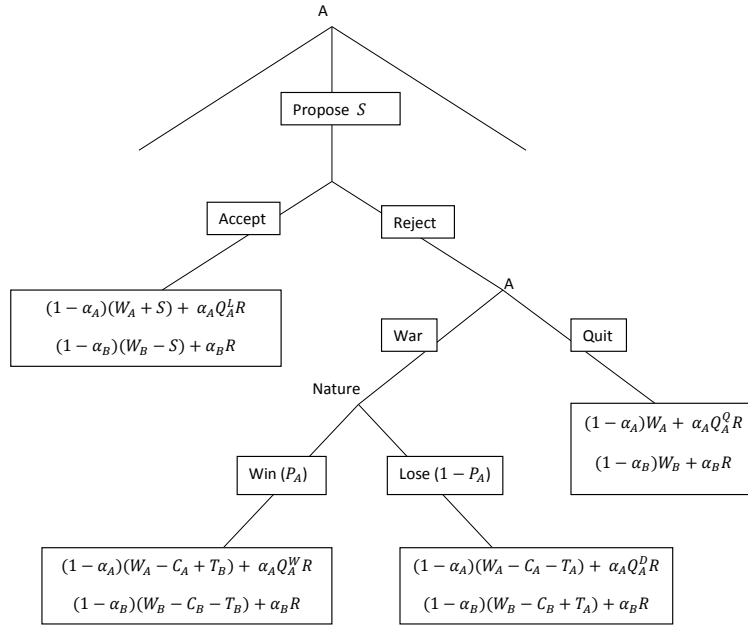 A
Propose S
Accept
Reject
(1 − α_A)(W_A + S) + α_A Q_A^L R
(1 − α_B)(W_B − S) + α_B R
A
War
Quit
Nature
(1 − α_A)W_A + α_A Q_A^Q R
(1 − α_B)W_B + α_B R
Win (P_A)
Lose (1 − P_A)
(1 − α_A)(W_A − C_A + T_B) + α_A Q_A^W R
(1 − α_B)(W_B − C_B − T_B) + α_B R
(1 − α_A)(W_A − C_A − T_A) + α_A Q_A^D R
(1 − α_B)(W_B − C_B + T_A) + α_B R